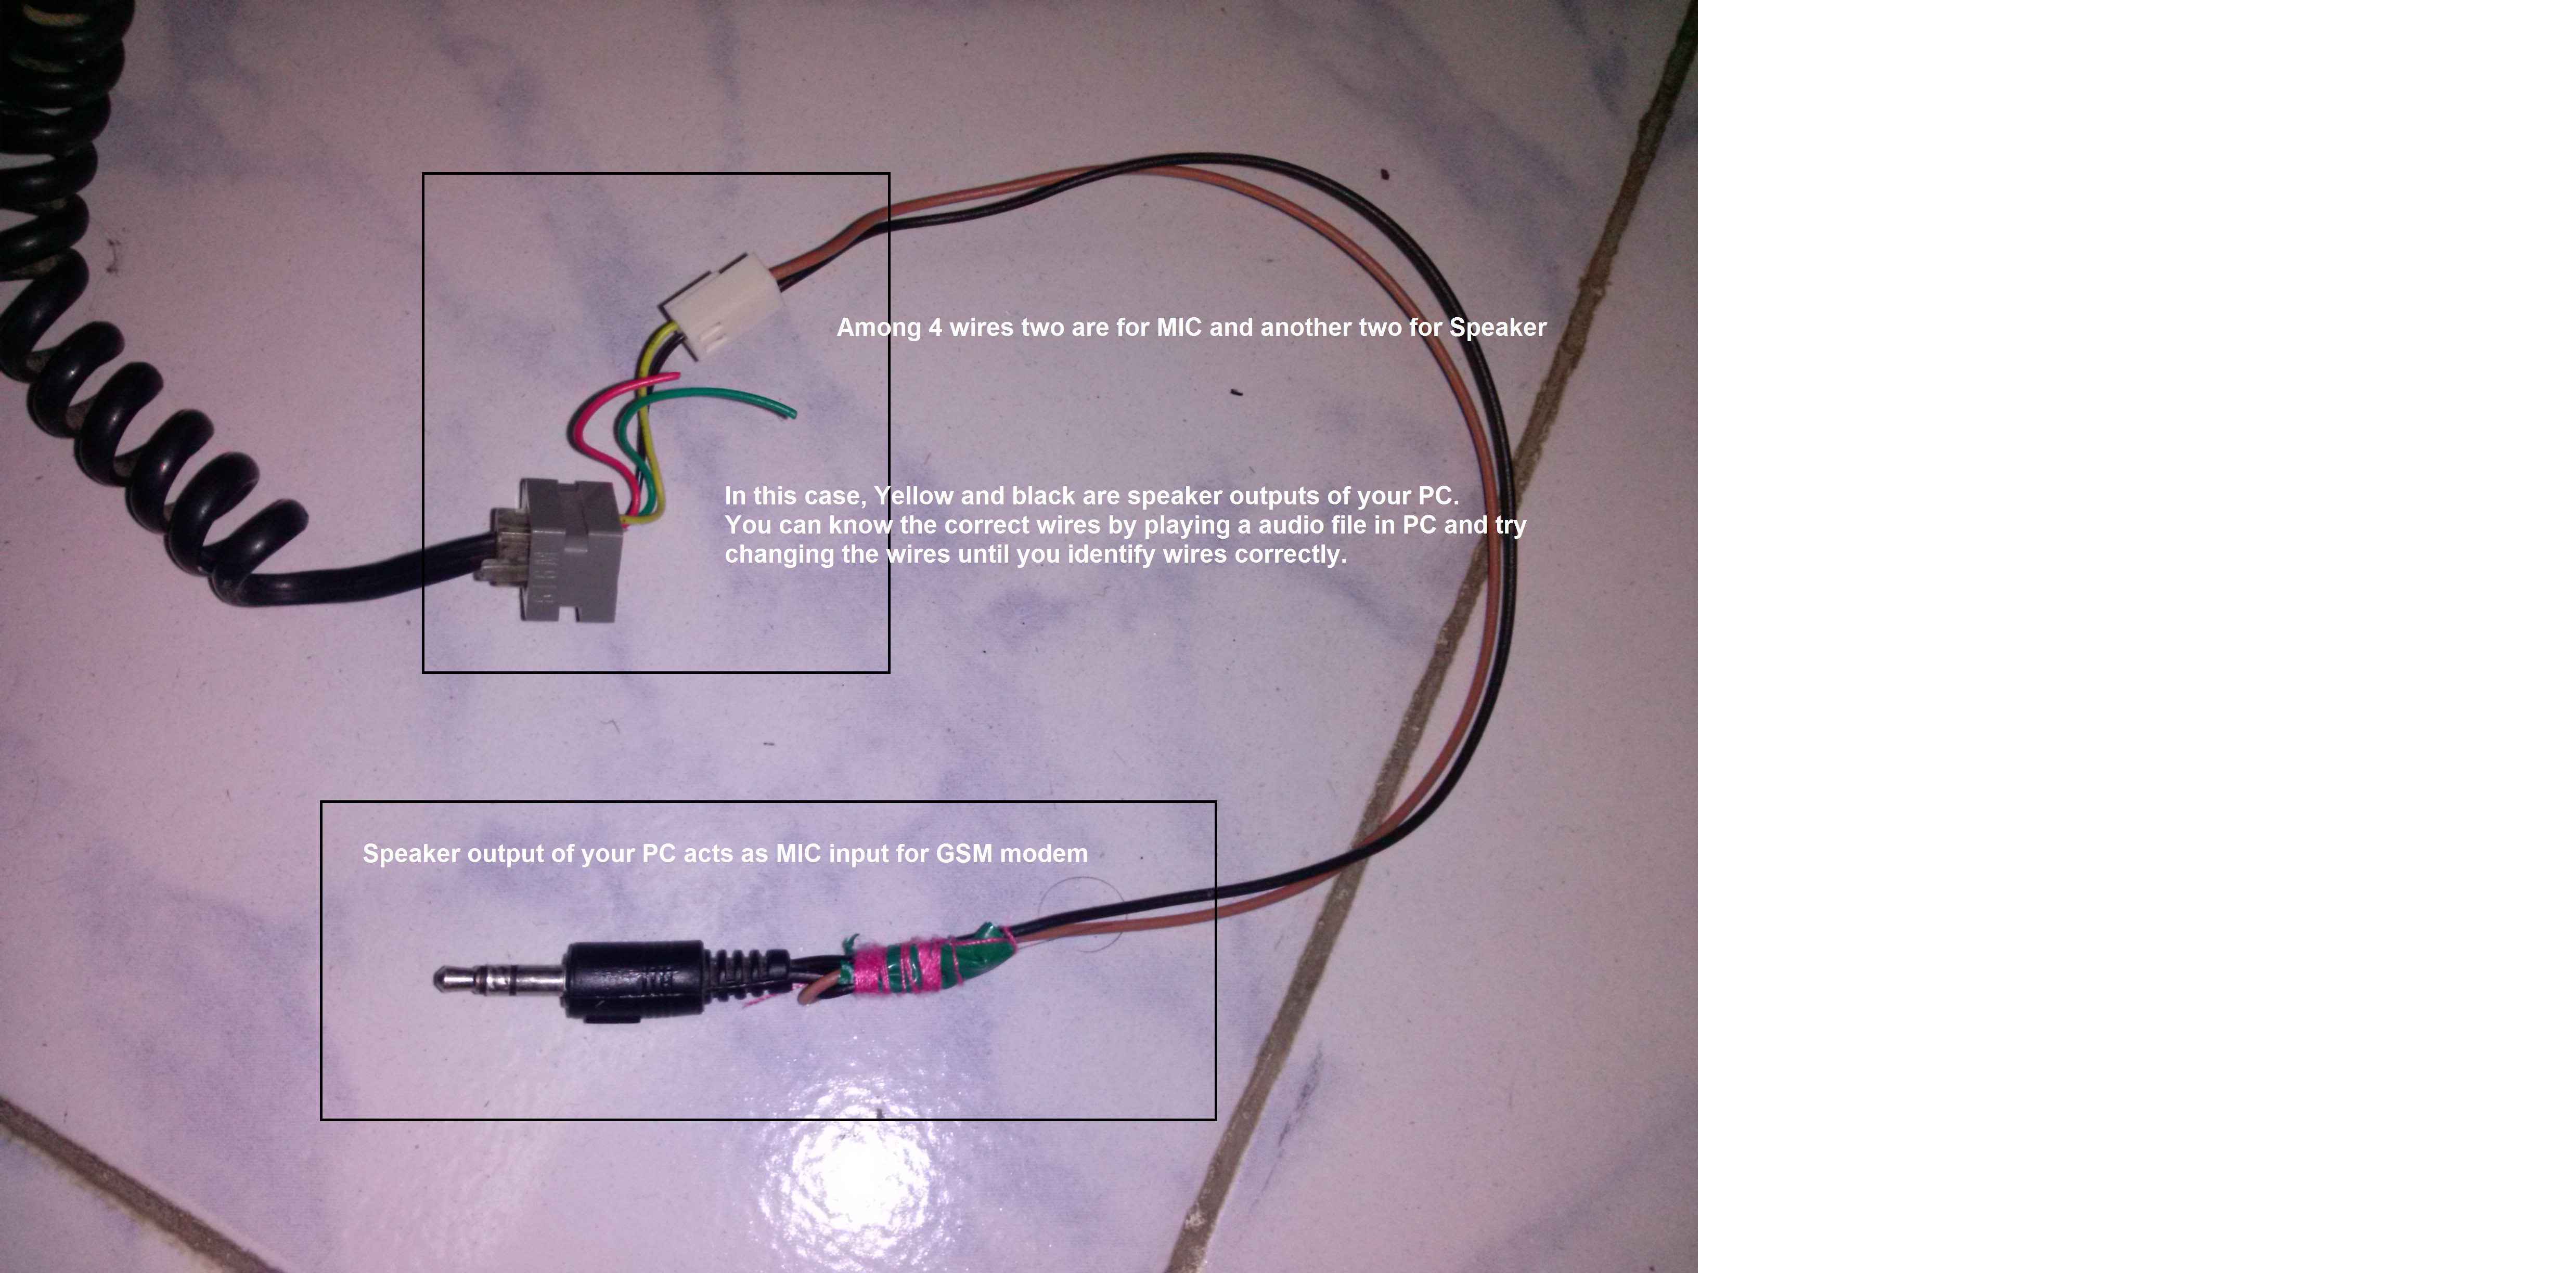 Among 4 wires two are for MIC and another two for Speaker
In this case, Yellow and black are speaker outputs of your PC.
You can know the correct wires by playing a audio file in PC and try
changing the wires until you identify wires correctly.
Speaker output of your PC acts as MIC input for GSM modem